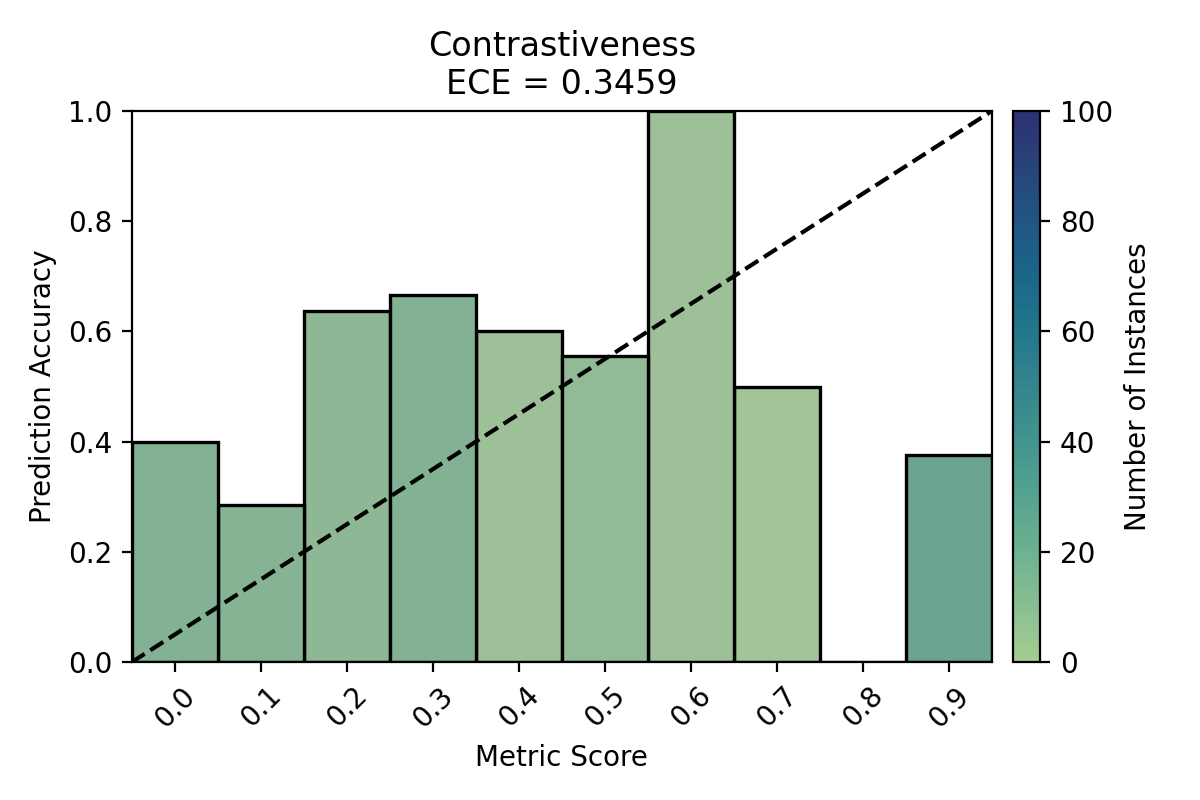 Contrastiveness
ECE = 0.3459
1.0
0.8
0.6
0.4
0.2
0.0
Prediction Accuracy
0.0 0.1 0.2 0.3 0.4 0.5 0.6 0.7 0.8 0.9
Metric Score
100
80
60
40
20
0
Number of Instances